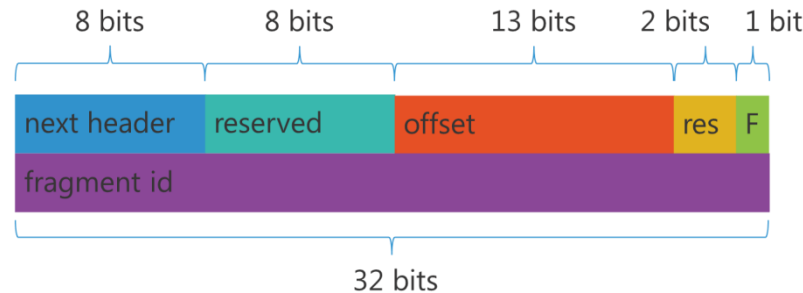 8 bits 8 bits 13 bits 2 bits 1 bit
next header reserved offset res F
fragment id
32 bits